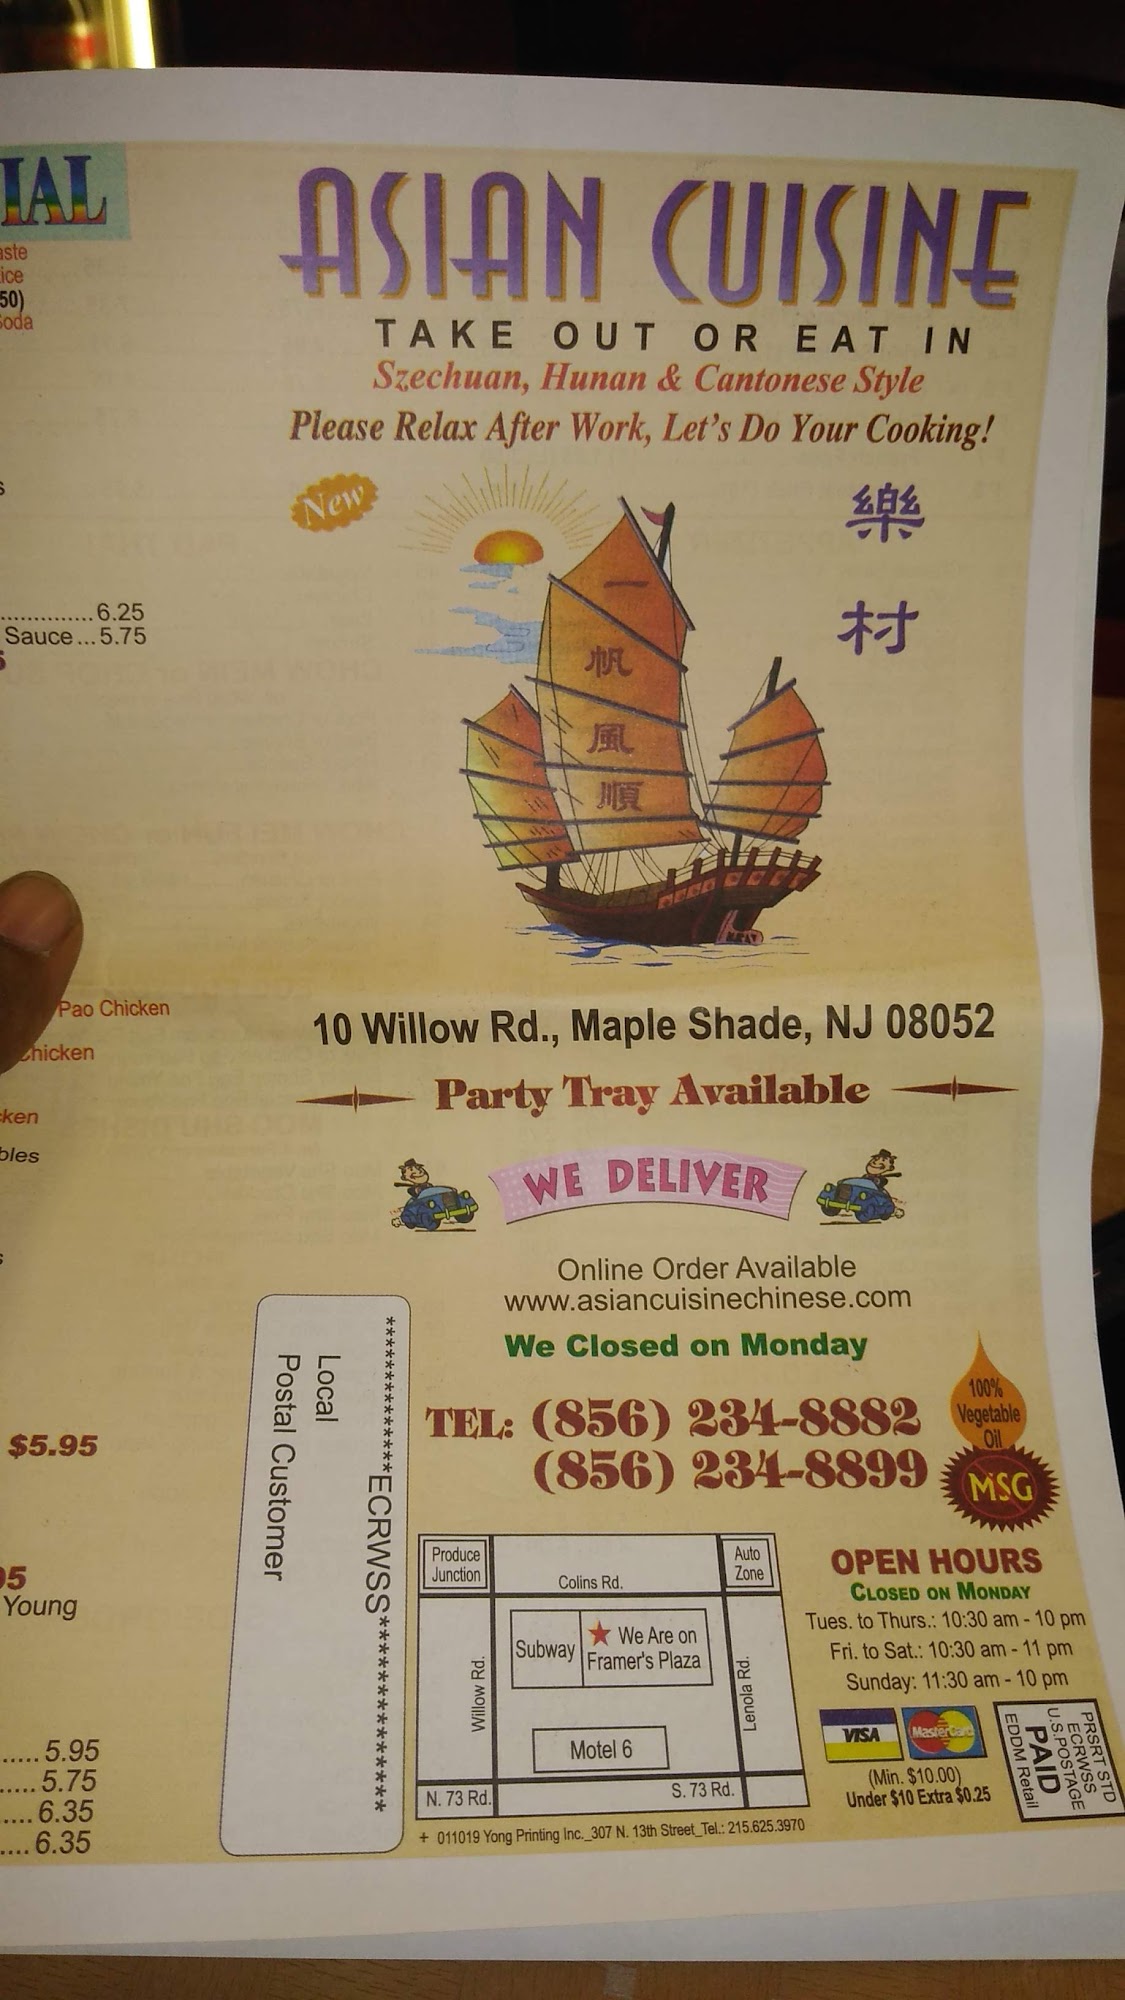 IAL
aste
ice
50)
Soda
6.25
Sauce...5.75
Pao Chicken
Chicken
ken
bles
$5.95
95
Young
5.95
5.75
6.35
6.35
ASIAN CUISINE
TAKE OUT OR EAT IN
Szechuan, Hunan & Cantonese Style
Please Relax After Work, Let's Do Your Cooking!
New
樂
材
一
帆
風
順
10 Willow Rd., Maple Shade, NJ 08052
Party Tray Available
WE DELIVER
Online Order Available
www.asiancuisinechinese.com
We Closed on Monday
TEL: (856) 234-8882
(856) 234-8899
100%
Vegetable
Oil
MSG
**************ECRWSS******************
Local
Postal Customer
Produce
Junction
Colins Rd.
Auto
Zone
Subway
We Are on
Framer's Plaza
Willow Rd.
Lenola Rd.
Motel 6
N. 73 Rd.
S. 73 Rd.
OPEN HOURS
CLOSED ON MONDAY
Tues. to Thurs.: 10:30 am - 10 pm
Fri. to Sat.: 10:30 am - 11 pm
Sunday: 11:30 am - 10 pm
VISA
MasterCard
(Min. $10.00)
Under $10 Extra $0.25
PRSRT STD
ECRWSS
U.S.POSTAGE
PAID
EDDM Retail
+ 011019 Yong Printing Inc._307 N. 13th Street_Tel.: 215.625.3970